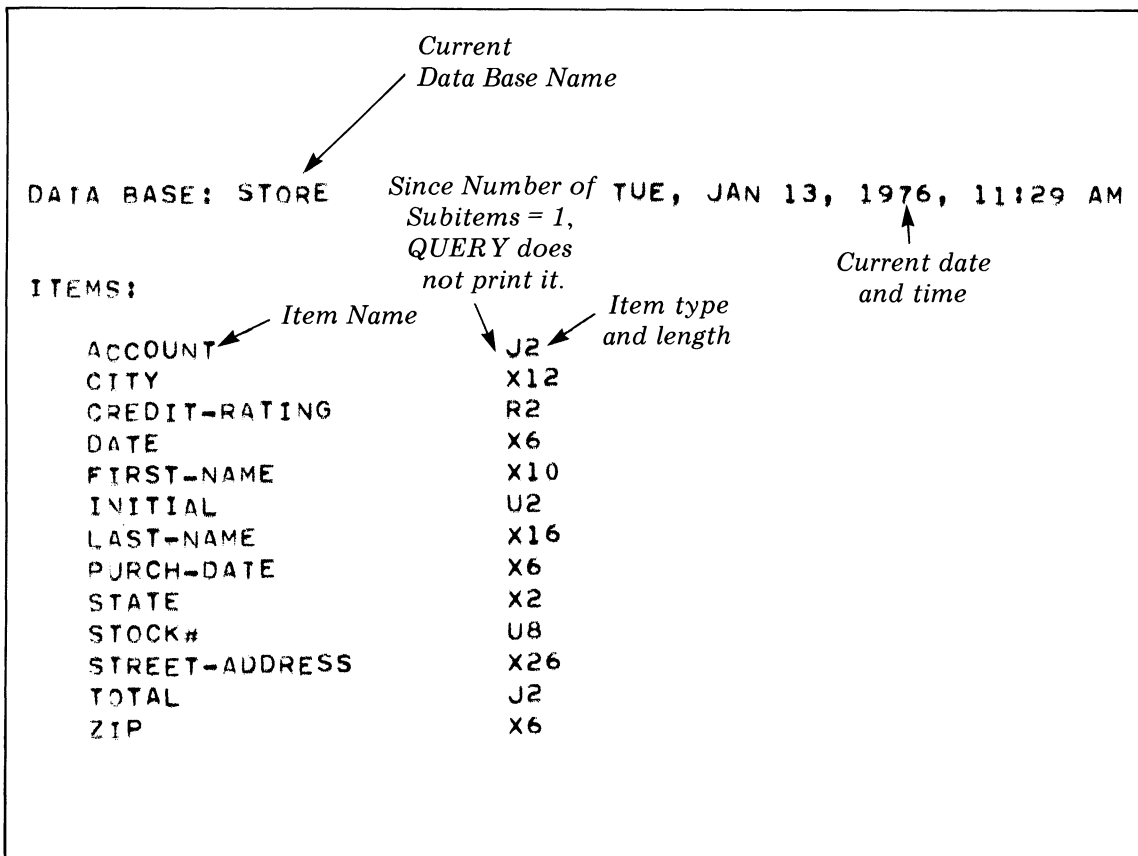 Current
Data Base Name
DATA BASE: STORE
Since Number of
Subitems = 1,
QUERY does
not print it.
TUE, JAN 13, 1976, 11:29 AM
Current date
and time
ITEMS:
Item Name
Item type
and length
ACCOUNT J2
CITY X12
CREDIT-RATING R2
DATE X6
FIRST-NAME X10
INITIAL U2
LAST-NAME X16
PURCH-DATE X6
STATE X2
STOCK# U8
STREET-ADDRESS X26
TOTAL J2
ZIP X6